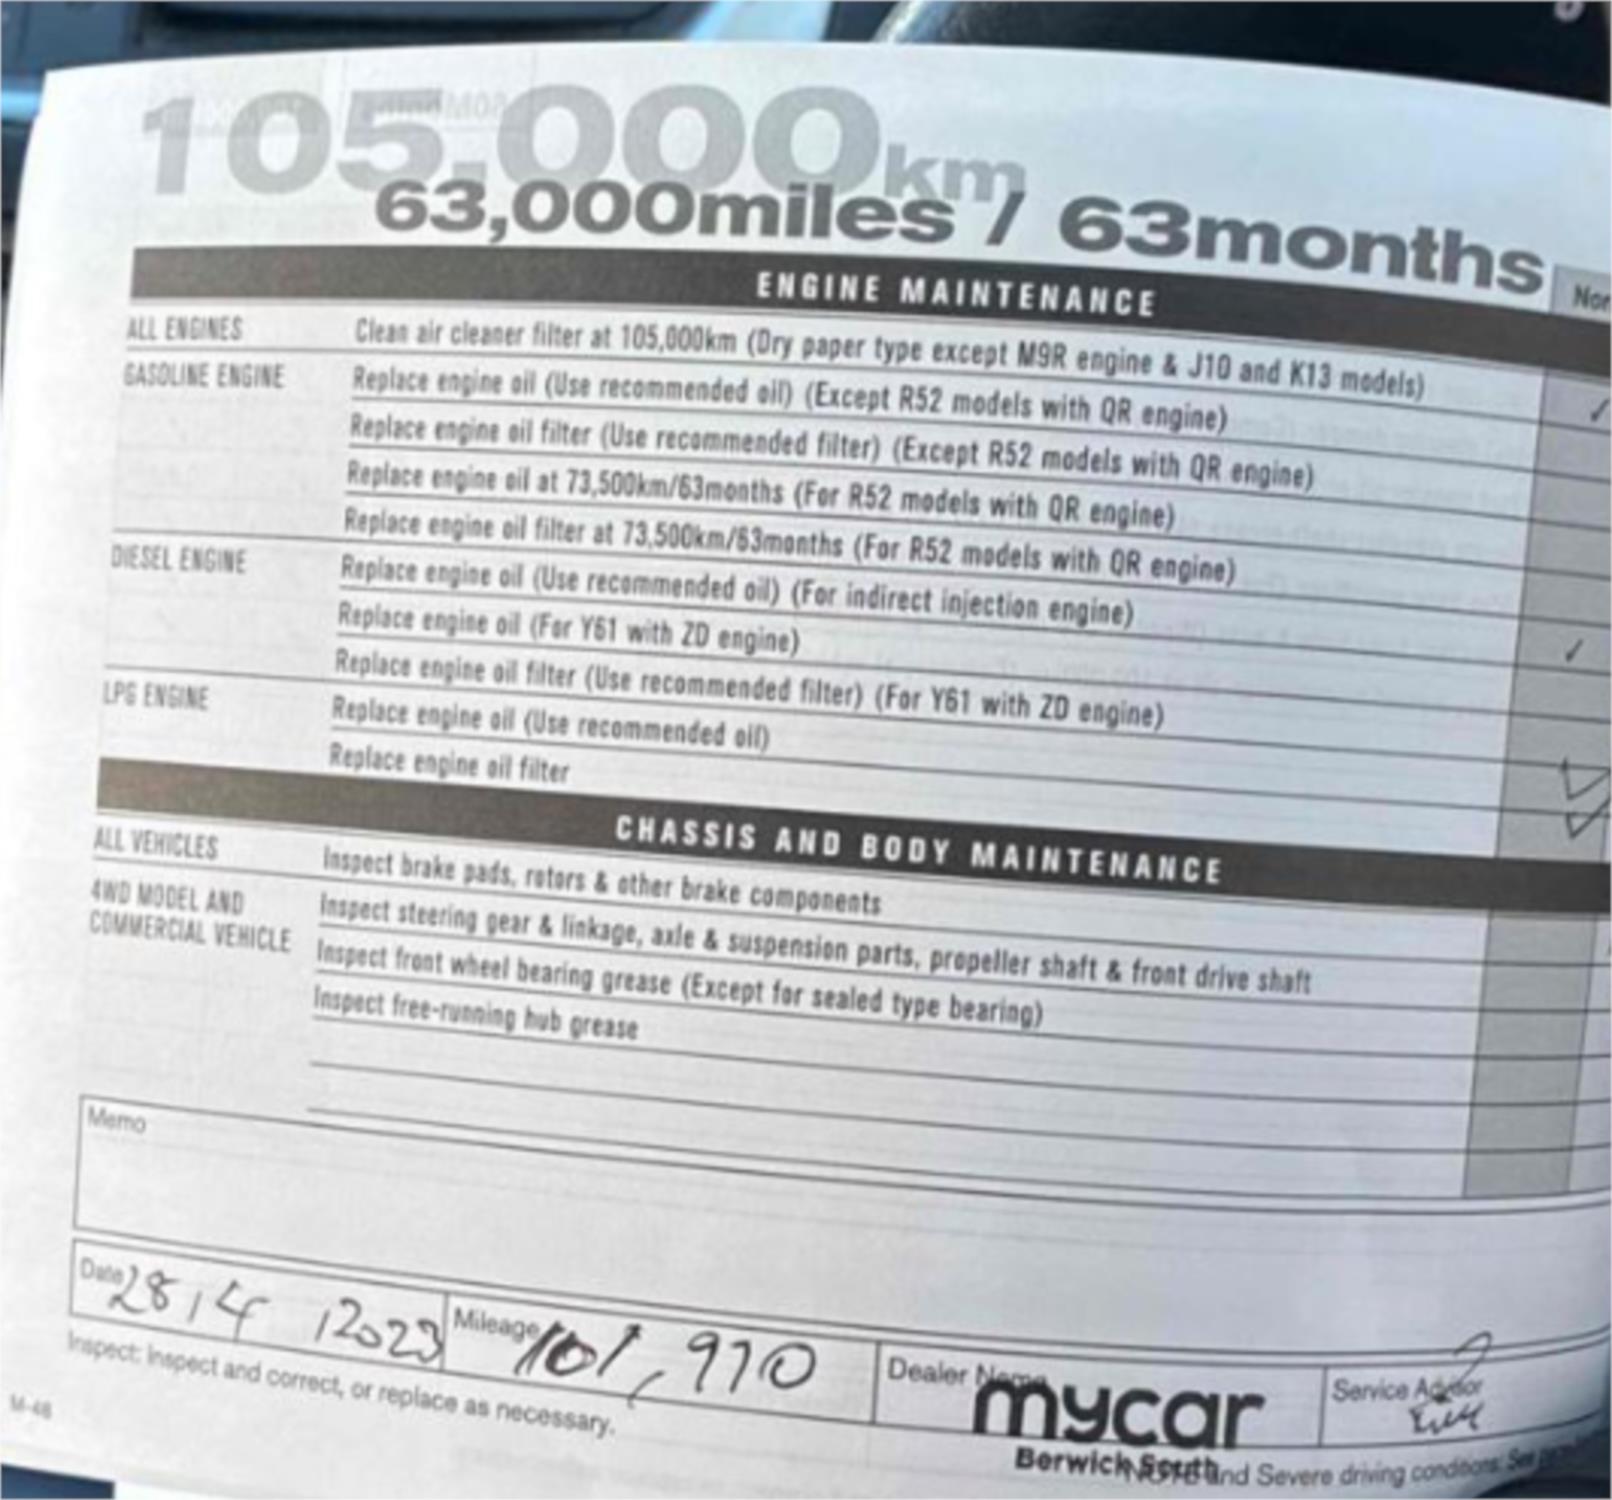 105,000km
63,000miles / 63months
Nor
ENGINE MAINTENANCE
ALL ENGINES Clean air cleaner filter at 105,000km (Dry paper type except M9R engine & J10 and K13 models)
GASOLINE ENGINE Replace engine oil (Use recommended oil) (Except R52 models with QR engine)
Replace engine oil filter (Use recommended filter) (Except R52 models with QR engine)
Replace engine oil at 73,500km/63months (For R52 models with QR engine)
Replace engine oil filter at 73,500km/63months (For R52 models with QR engine)
DIESEL ENGINE Replace engine oil (Use recommended oil) (For indirect injection engine)
Replace engine oil (For Y61 with ZD engine)
Replace engine oil filter (Use recommended filter) (For Y61 with ZD engine)
LPG ENGINE Replace engine oil (Use recommended oil)
Replace engine oil filter
CHASSIS AND BODY MAINTENANCE
ALL VEHICLES Inspect brake pads, rotors & other brake components
4WD MODEL AND COMMERCIAL VEHICLE Inspect steering gear & linkage, axle & suspension parts, propeller shaft & front drive shaft
Inspect front wheel bearing grease (Except for sealed type bearing)
Inspect free-running hub grease
Memo
Date 28/4/2023 Mileage 101,970 Dealer Name mycar Service Advisor
Berwick South
Inspect: Inspect and correct, or replace as necessary.
NOTE and Severe driving conditions: See
M-48